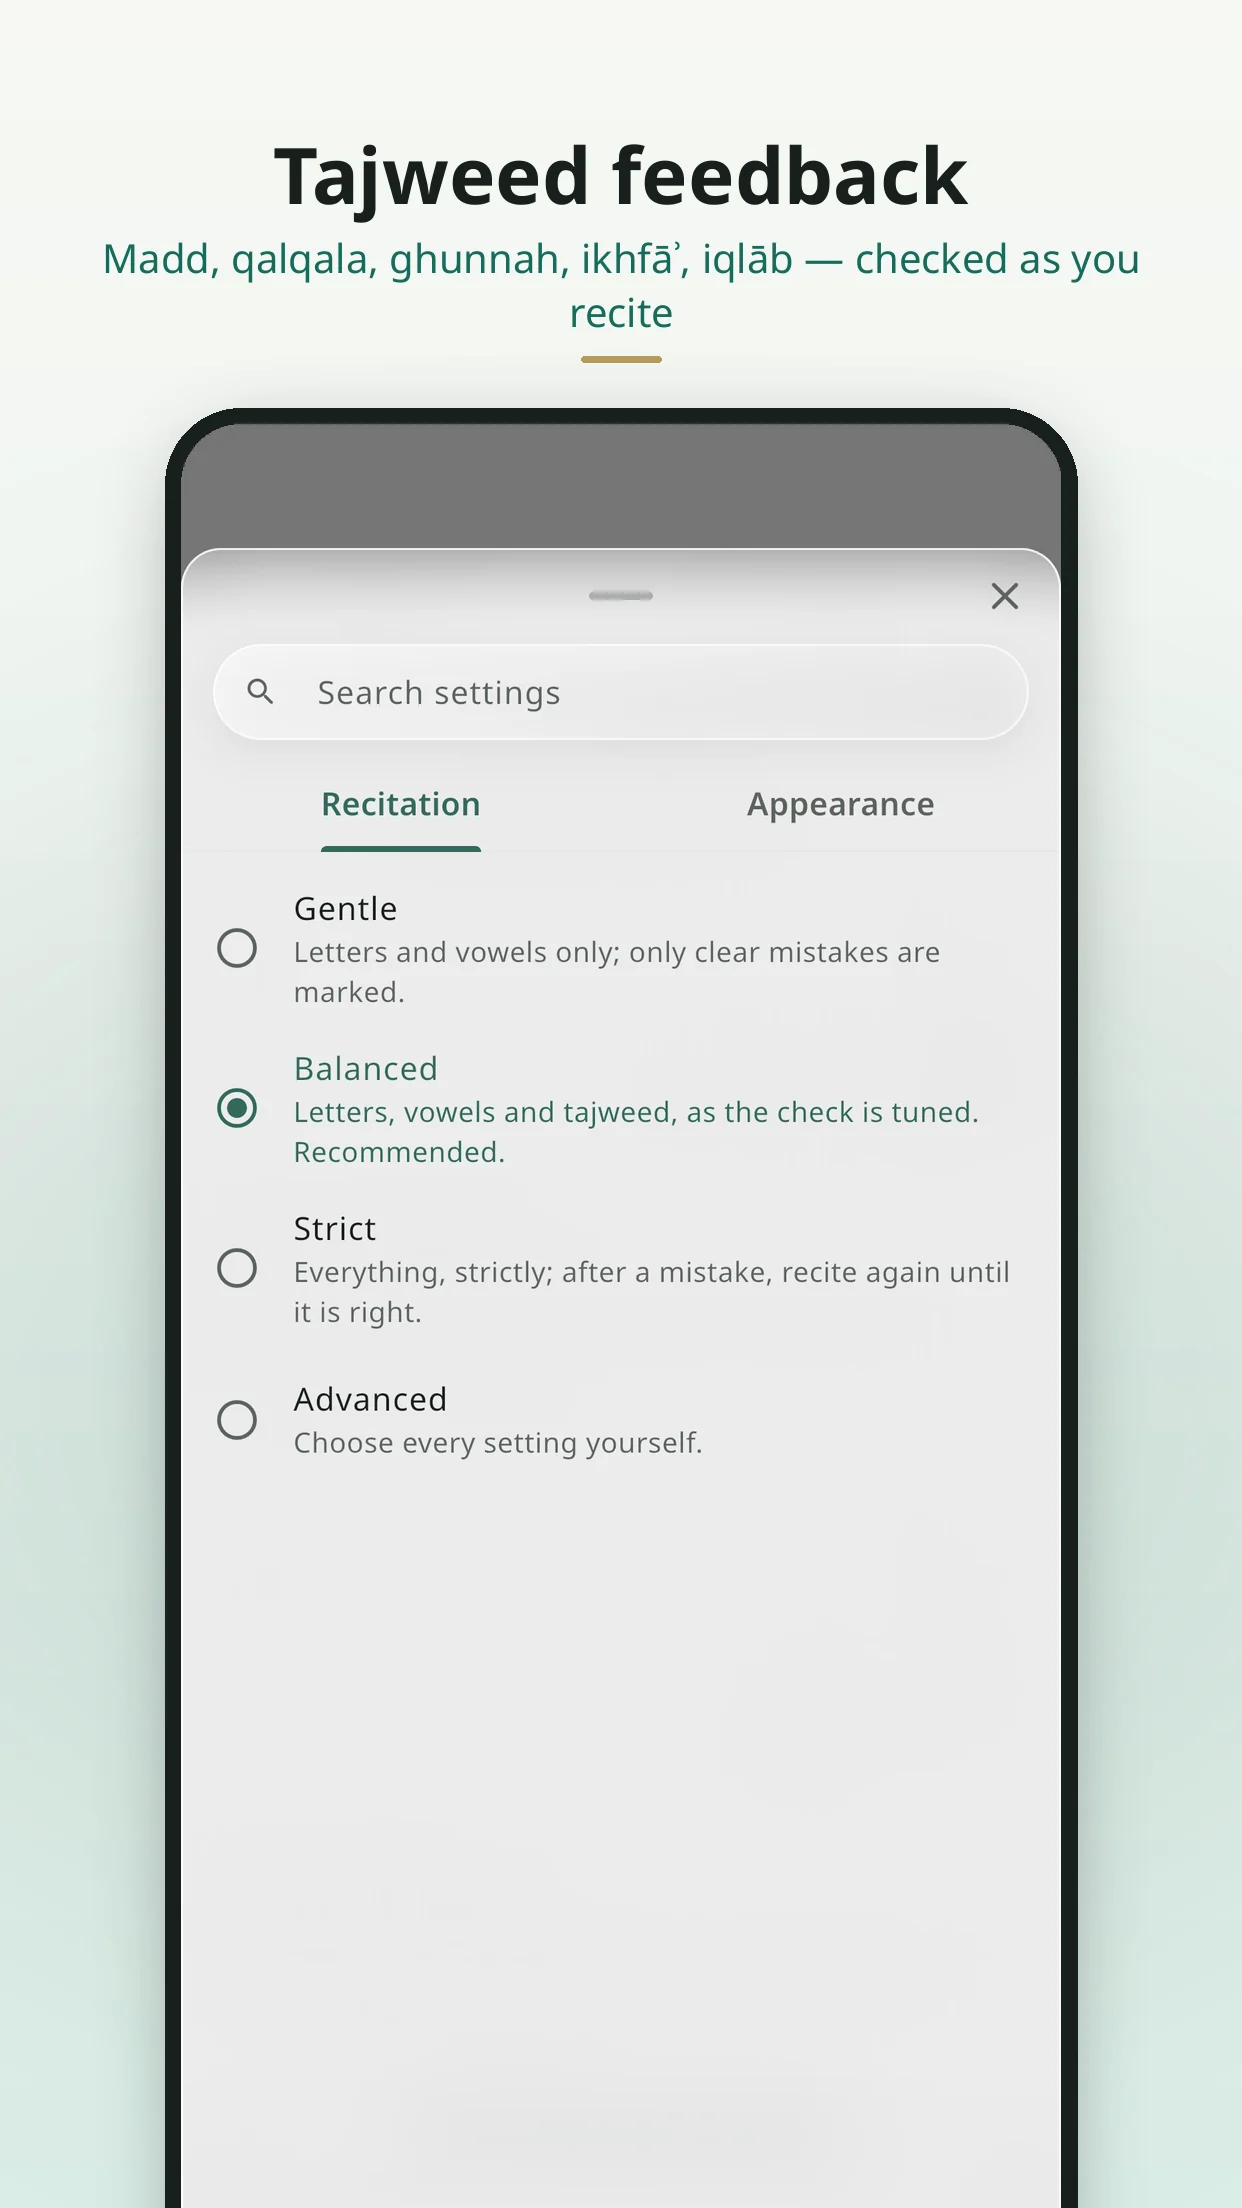 Tajweed feedback
Madd, qalqala, ghunnah, ikhfāʾ, iqlāb — checked as you
recite
Search settings
Recitation
Appearance
Gentle
Letters and vowels only; only clear mistakes are
marked.
Balanced
Letters, vowels and tajweed, as the check is tuned.
Recommended.
Strict
Everything, strictly; after a mistake, recite again until
it is right.
Advanced
Choose every setting yourself.